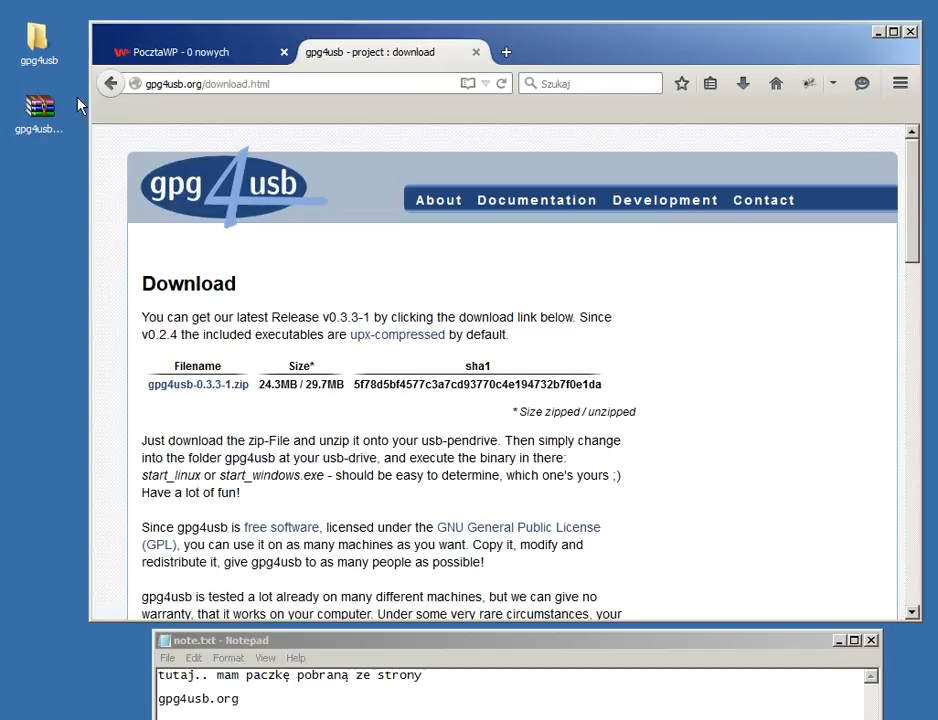 gpg4usb
gpg4usb...
PocztaWP - 0 nowych
gpg4usb - project : download
gpg4usb.org/download.html
Szukaj
gpg4usb
About Documentation Development Contact
Download
You can get our latest Release v0.3.3-1 by clicking the download link below. Since
v0.2.4 the included executables are upx-compressed by default.
Filename Size* sha1
gpg4usb-0.3.3-1.zip 24.3MB / 29.7MB 5f78d5bf4577c3a7cd93770c4e194732b7f0e1da
* Size zipped / unzipped
Just download the zip-File and unzip it onto your usb-pendrive. Then simply change
into the folder gpg4usb at your usb-drive, and execute the binary in there:
start_linux or start_windows.exe - should be easy to determine, which one's yours ;)
Have a lot of fun!
Since gpg4usb is free software, licensed under the GNU General Public License
(GPL), you can use it on as many machines as you want. Copy it, modify and
redistribute it, give gpg4usb to as many people as possible!
gpg4usb is tested a lot already on many different machines, but we can give no
warranty, that it works on your computer. Under some very rare circumstances, your
note.txt - Notepad
File Edit Format View Help
tutaj.. mam paczkę pobraną ze strony
gpg4usb.org